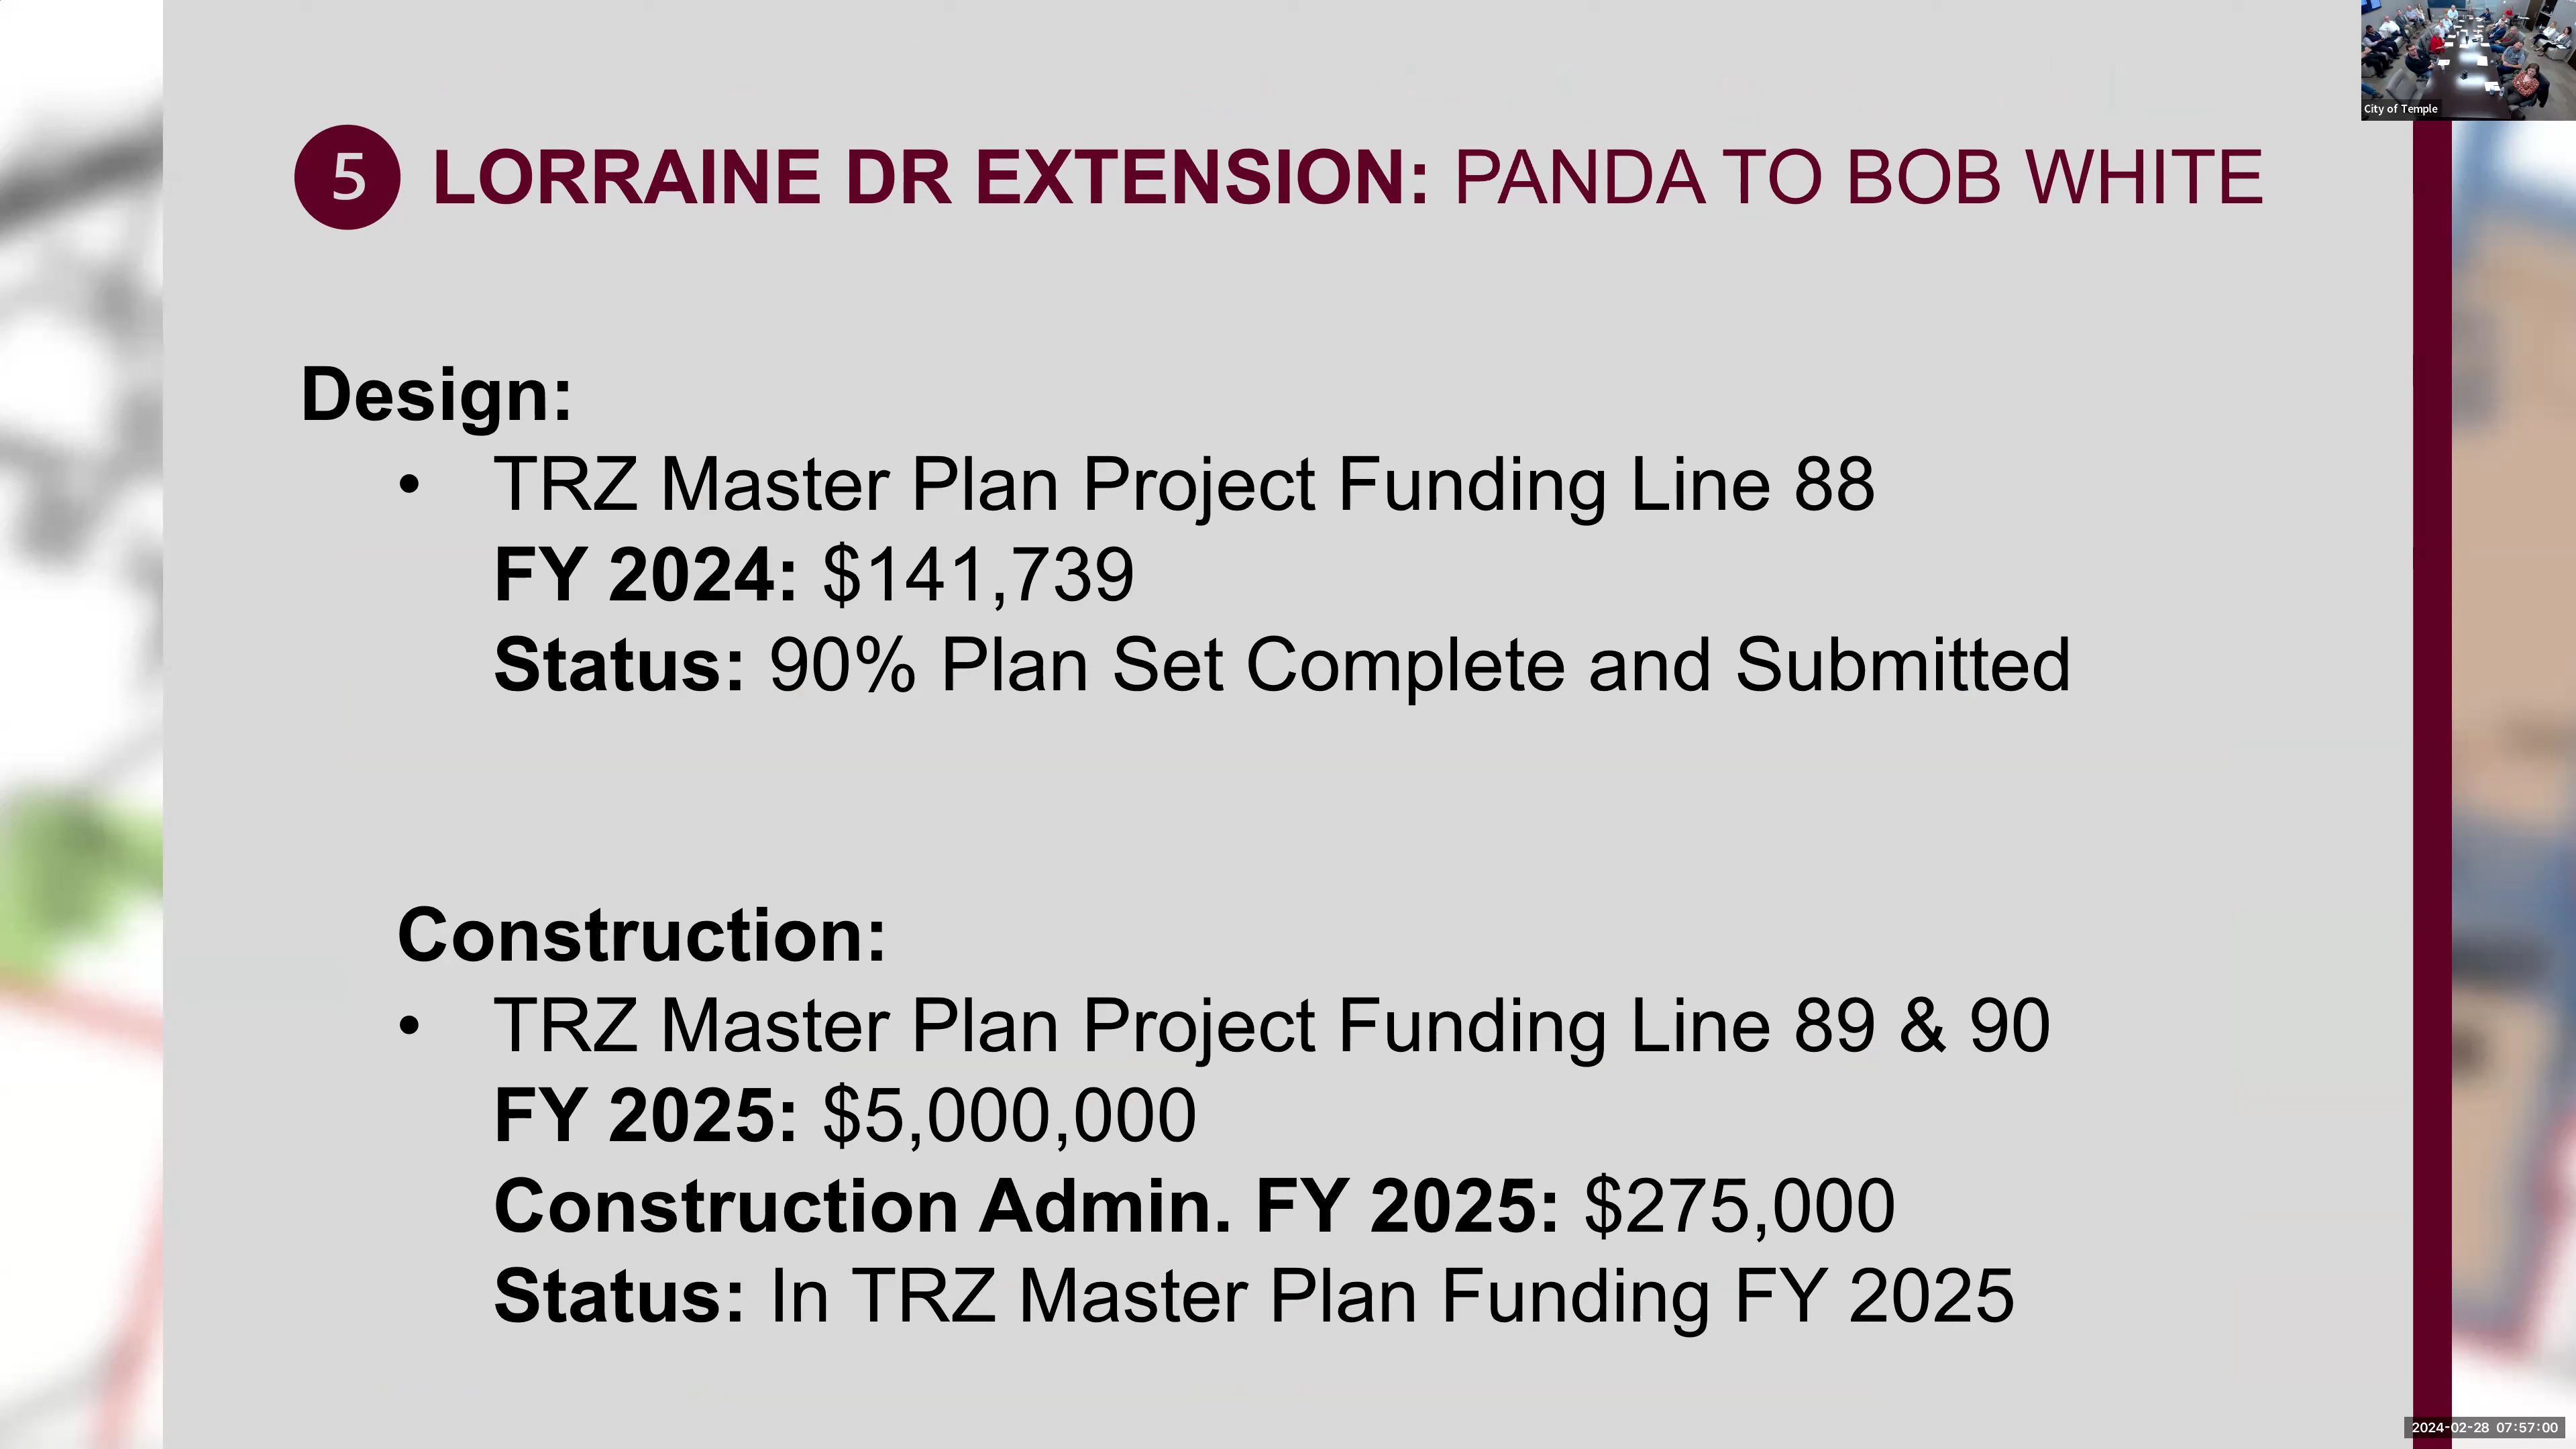 City of Temple
5 LORRAINE DR EXTENSION: PANDA TO BOB WHITE
Design:
• TRZ Master Plan Project Funding Line 88
FY 2024: $141,739
Status: 90% Plan Set Complete and Submitted
Construction:
• TRZ Master Plan Project Funding Line 89 & 90
FY 2025: $5,000,000
Construction Admin. FY 2025: $275,000
Status: In TRZ Master Plan Funding FY 2025
2024-02-28 07:57:00